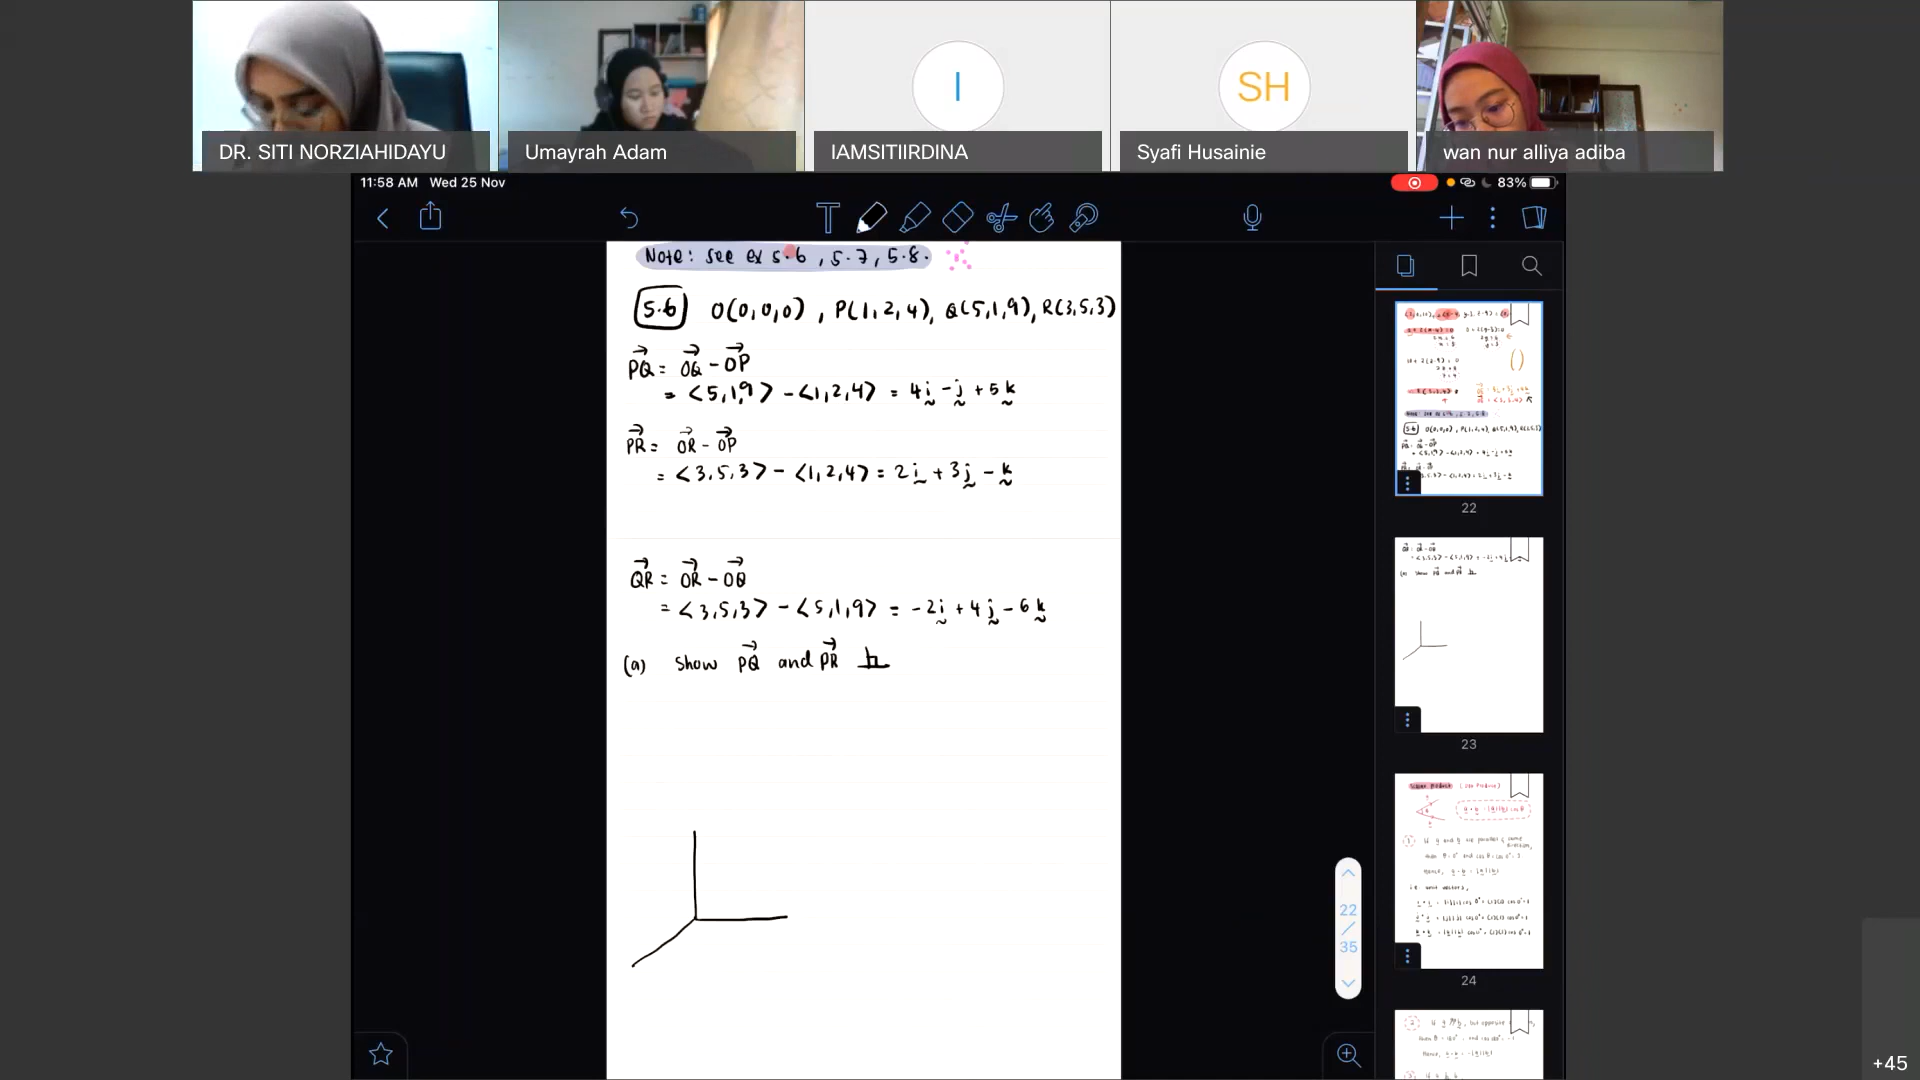 DR. SITI NORZIAHIDAYU
Umayrah Adam
I
IAMSITIIRDINA
SH
Syafi Husainie
wan nur alliya adiba
11:58 AM Wed 25 Nov
83%
Note: see ex 5.6, 5.7, 5.8.
5.6 O(0,0,0), P(1,2,4), Q(5,1,9), R(3,5,3)
PQ = OQ - OP
= <5,1,9> - <1,2,4> = 4i - j + 5k
PR = OR - OP
= <3,5,3> - <1,2,4> = 2i + 3j - k
QR = OR - OQ
= <3,5,3> - <5,1,9> = -2i + 4j - 6k
(a) show PQ and PR ⊥
22
/
35
22
23
24
+45